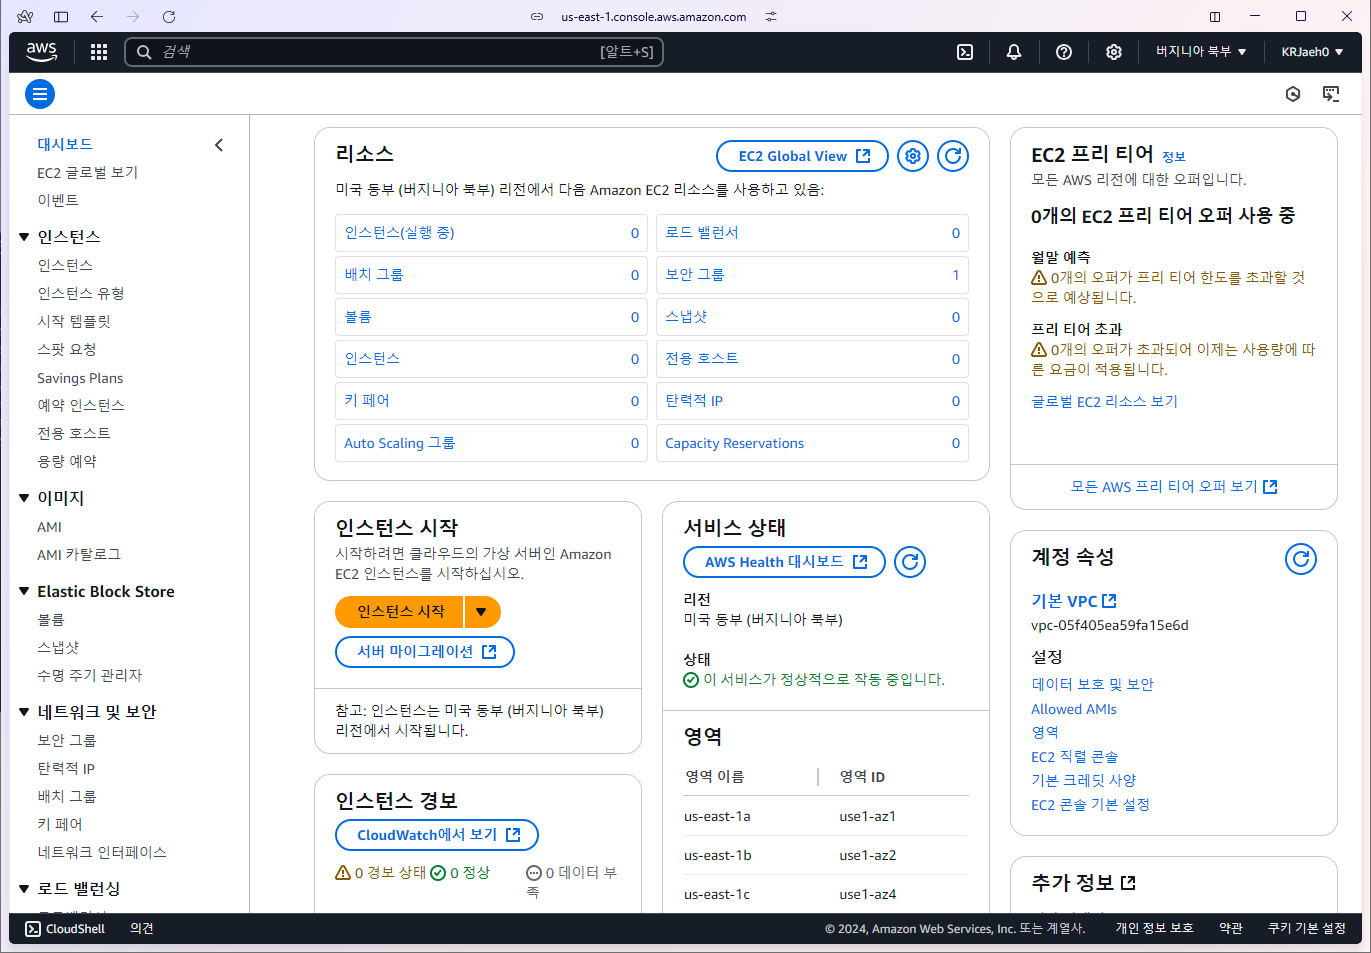 us-east-1.console.aws.amazon.com
aws
검색
[알트+S]
버지니아 북부
KRJaeh0
대시보드
EC2 글로벌 보기
이벤트
인스턴스
인스턴스
인스턴스 유형
시작 템플릿
스팟 요청
Savings Plans
예약 인스턴스
전용 호스트
용량 예약
이미지
AMI
AMI 카탈로그
Elastic Block Store
볼륨
스냅샷
수명 주기 관리자
네트워크 및 보안
보안 그룹
탄력적 IP
배치 그룹
키 페어
네트워크 인터페이스
로드 밸런싱
리소스
EC2 Global View
미국 동부 (버지니아 북부) 리전에서 다음 Amazon EC2 리소스를 사용하고 있음:
인스턴스(실행 중) 0
로드 밸런서 0
배치 그룹 0
보안 그룹 1
볼륨 0
스냅샷 0
인스턴스 0
전용 호스트 0
키 페어 0
탄력적 IP 0
Auto Scaling 그룹 0
Capacity Reservations 0
인스턴스 시작
시작하려면 클라우드의 가상 서버인 Amazon
EC2 인스턴스를 시작하십시오.
인스턴스 시작
서버 마이그레이션
참고: 인스턴스는 미국 동부 (버지니아 북부)
리전에서 시작됩니다.
인스턴스 경보
CloudWatch에서 보기
0 경보 상태
0 정상
0 데이터 부
족
서비스 상태
AWS Health 대시보드
리전
미국 동부 (버지니아 북부)
상태
이 서비스가 정상적으로 작동 중입니다.
영역
영역 이름
영역 ID
us-east-1a
use1-az1
us-east-1b
use1-az2
us-east-1c
use1-az4
EC2 프리 티어 정보
모든 AWS 리전에 대한 오퍼입니다.
0개의 EC2 프리 티어 오퍼 사용 중
월말 예측
0개의 오퍼가 프리 티어 한도를 초과할 것
으로 예상됩니다.
프리 티어 초과
0개의 오퍼가 초과되어 이제는 사용량에 따
른 요금이 적용됩니다.
글로벌 EC2 리소스 보기
모든 AWS 프리 티어 오퍼 보기
계정 속성
기본 VPC
vpc-05f405ea59fa15e6d
설정
데이터 보호 및 보안
Allowed AMIs
영역
EC2 직렬 콘솔
기본 크레딧 사양
EC2 콘솔 기본 설정
추가 정보
CloudShell
의견
© 2024, Amazon Web Services, Inc. 또는 계열사.
개인 정보 보호
약관
쿠키 기본 설정